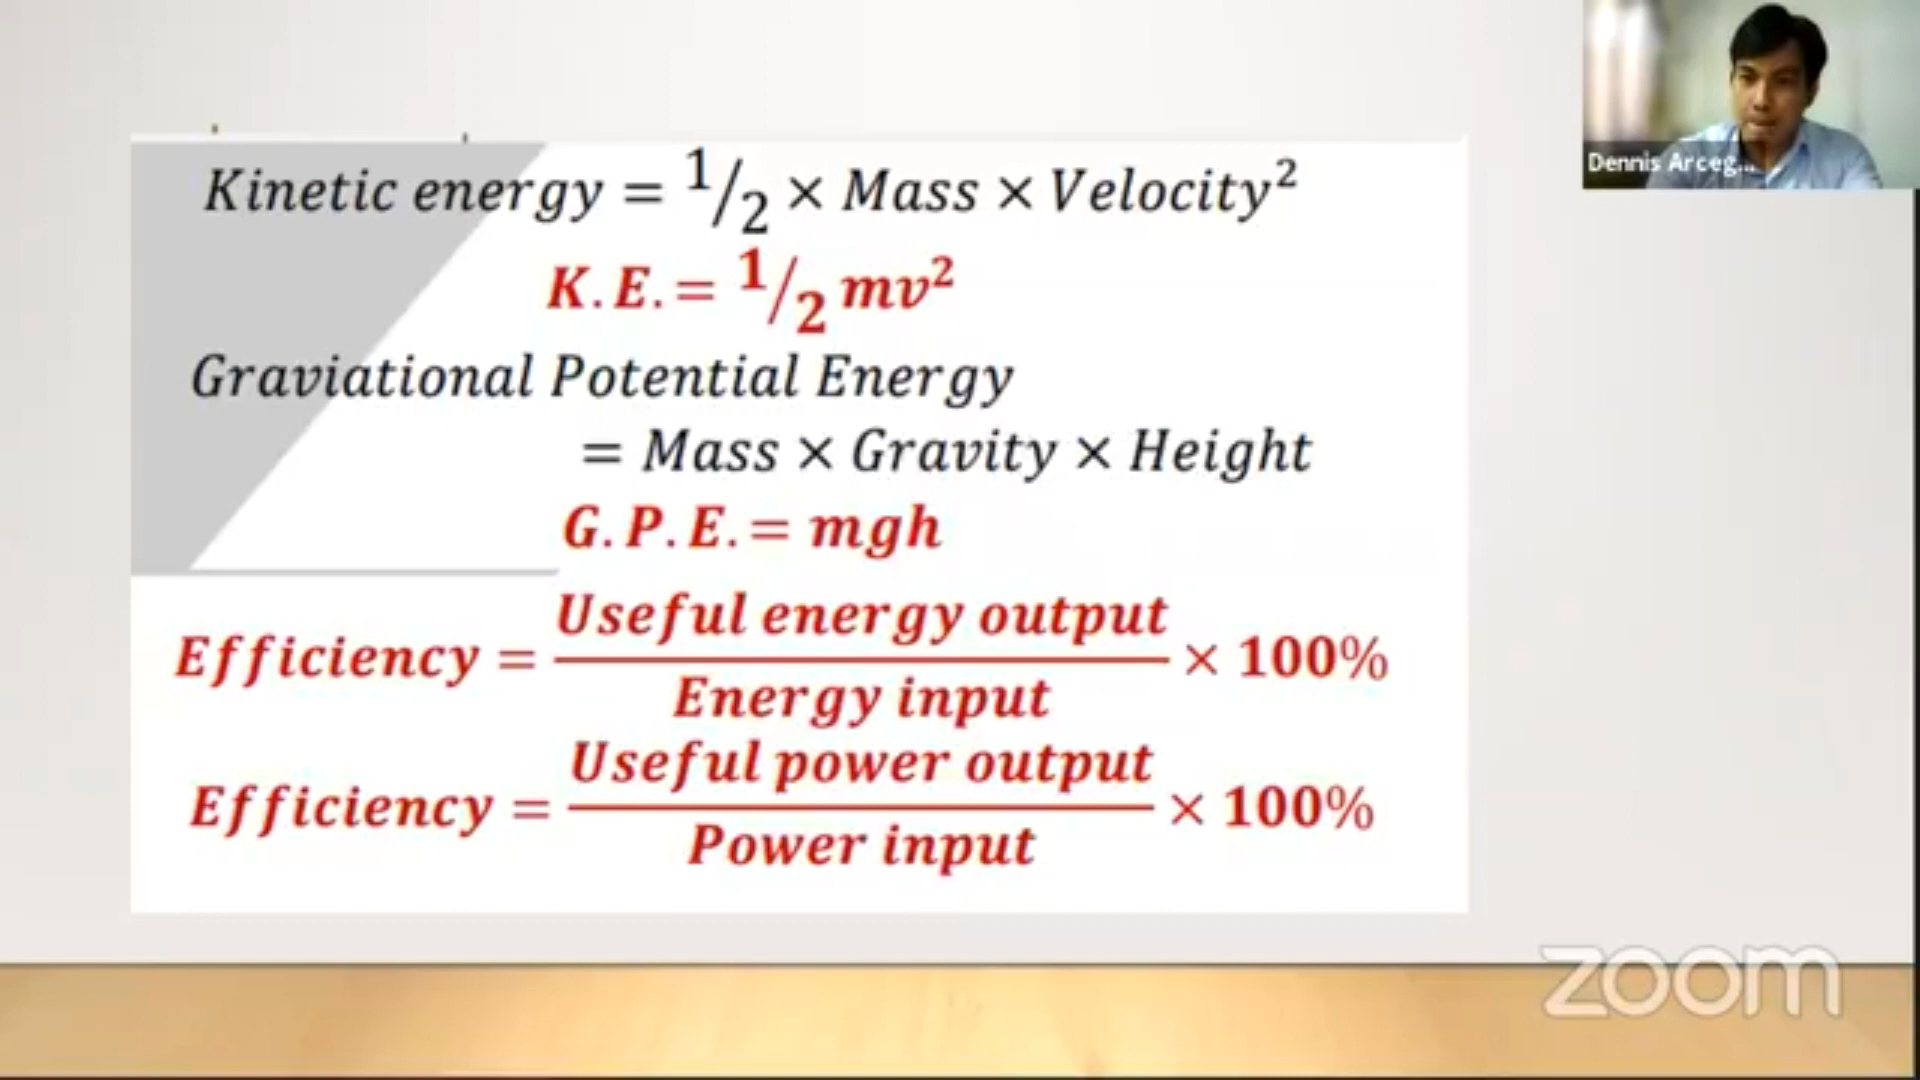 Kinetic energy = 1/2 × Mass × Velocity²
K.E. = 1/2 mv²
Graviational Potential Energy
= Mass × Gravity × Height
G.P.E. = mgh
Efficiency = Useful energy output / Energy input × 100%
Efficiency = Useful power output / Power input × 100%
Dennis Arceg...
zoom